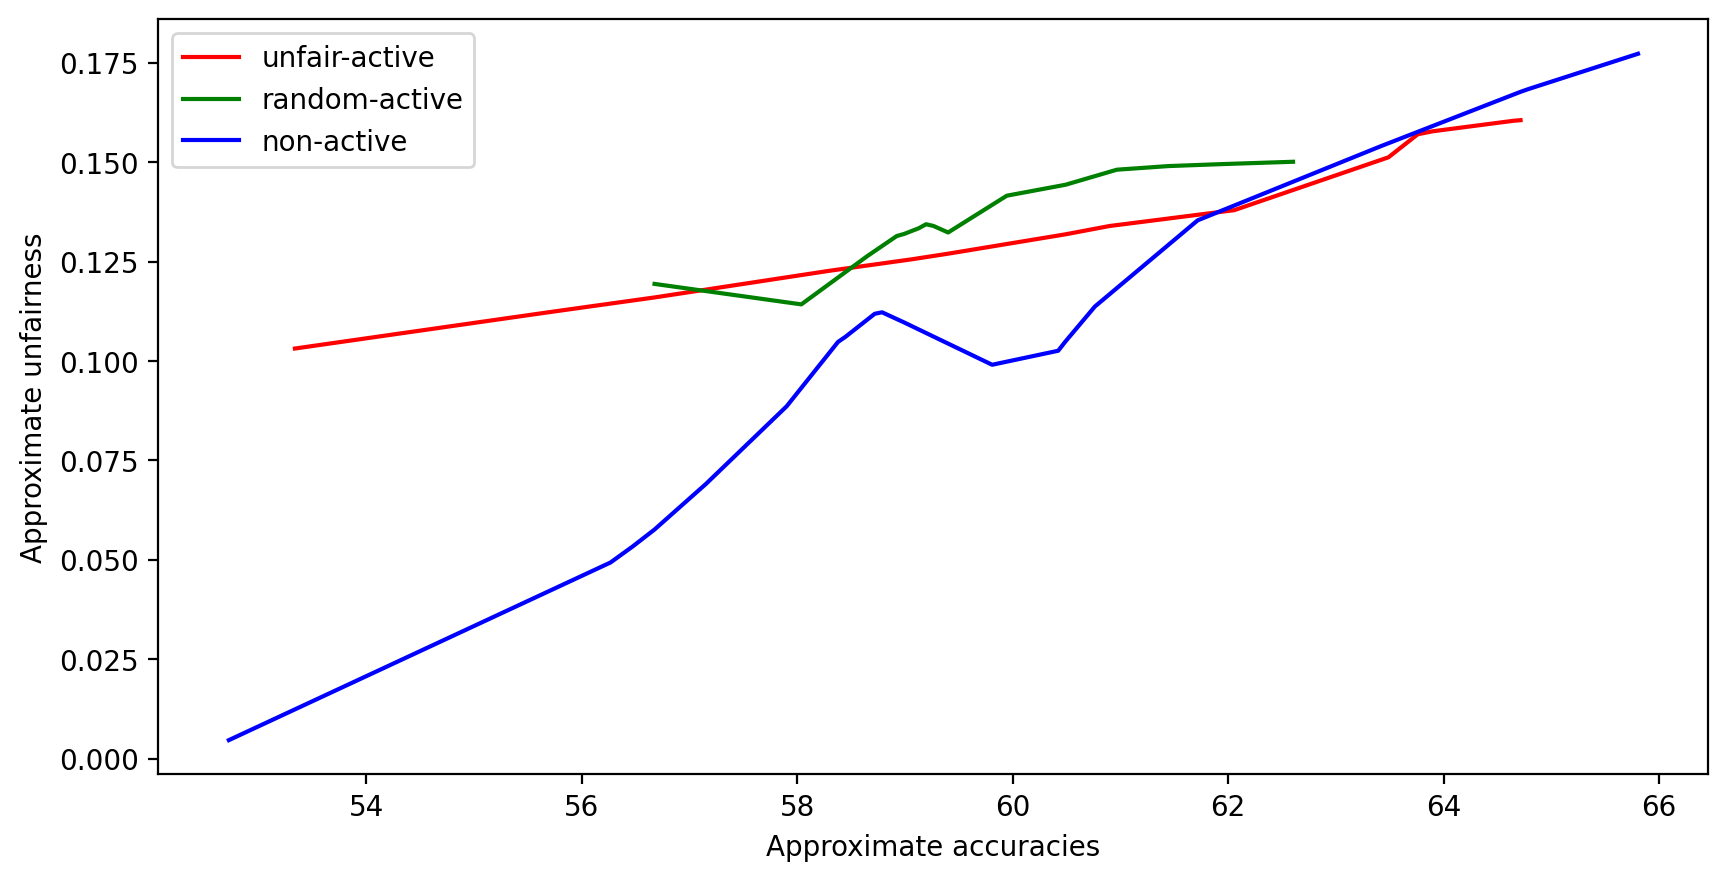 unfair-active
random-active
non-active
0.175
0.150
0.125
0.100
0.075
0.050
0.025
0.000
Approximate unfairness
54 56 58 60 62 64 66
Approximate accuracies